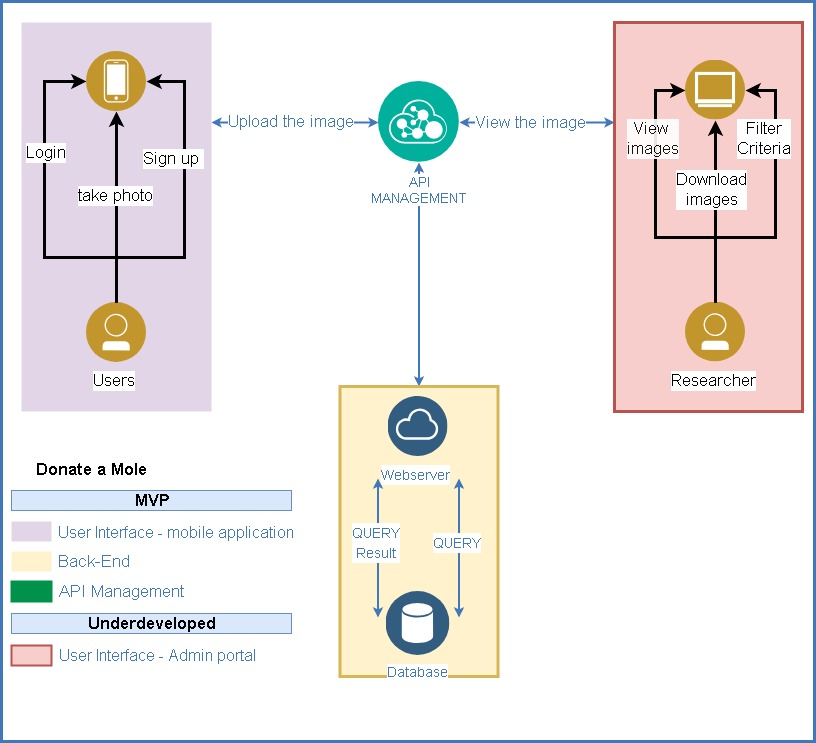 Login
take photo
Sign up
Users
Upload the image
API
MANAGEMENT
View the image
View
images
Download
images
Filter
Criteria
Researcher
Webserver
QUERY
Result
QUERY
Database
Donate a Mole
MVP
User Interface - mobile application
Back-End
API Management
Underdeveloped
User Interface - Admin portal